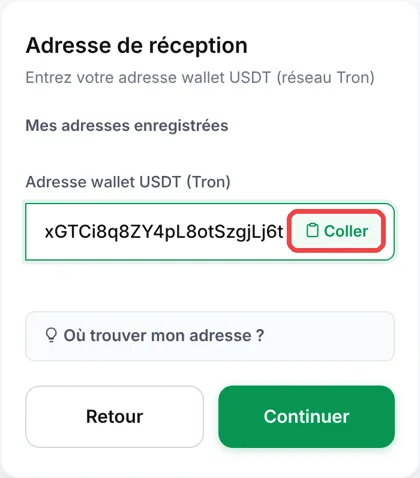 Adresse de réception
Entrez votre adresse wallet USDT (réseau Tron)
Mes adresses enregistrées
Adresse wallet USDT (Tron)
xGTCi8q8ZY4pL8otSzgjLj6t
Coller
Où trouver mon adresse ?
Retour
Continuer